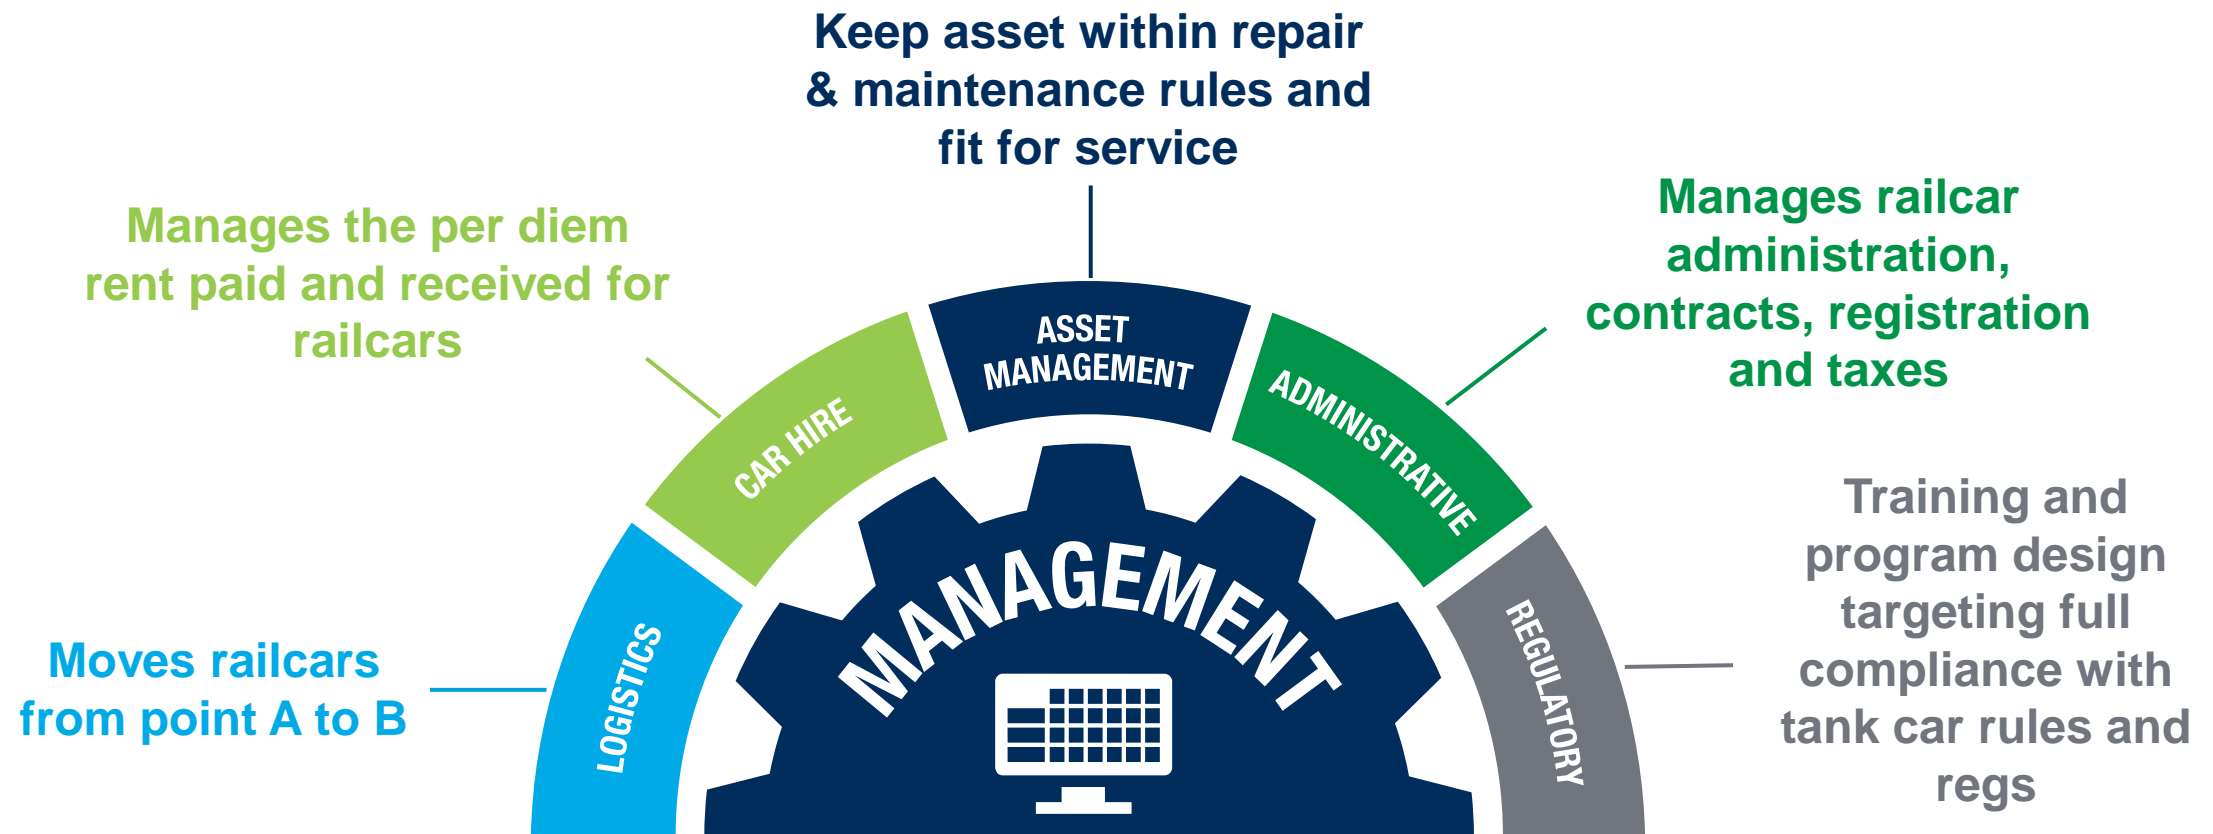 Keep asset within repair
& maintenance rules and
fit for service
Manages the per diem
rent paid and received for
railcars
Manages railcar
administration,
contracts, registration
and taxes
Moves railcars
from point A to B
Training and
program design
targeting full
compliance with
tank car rules and
regs
LOGISTICS
CAR HIRE
ASSET
MANAGEMENT
ADMINISTRATIVE
REGULATORY
MANAGEMENT